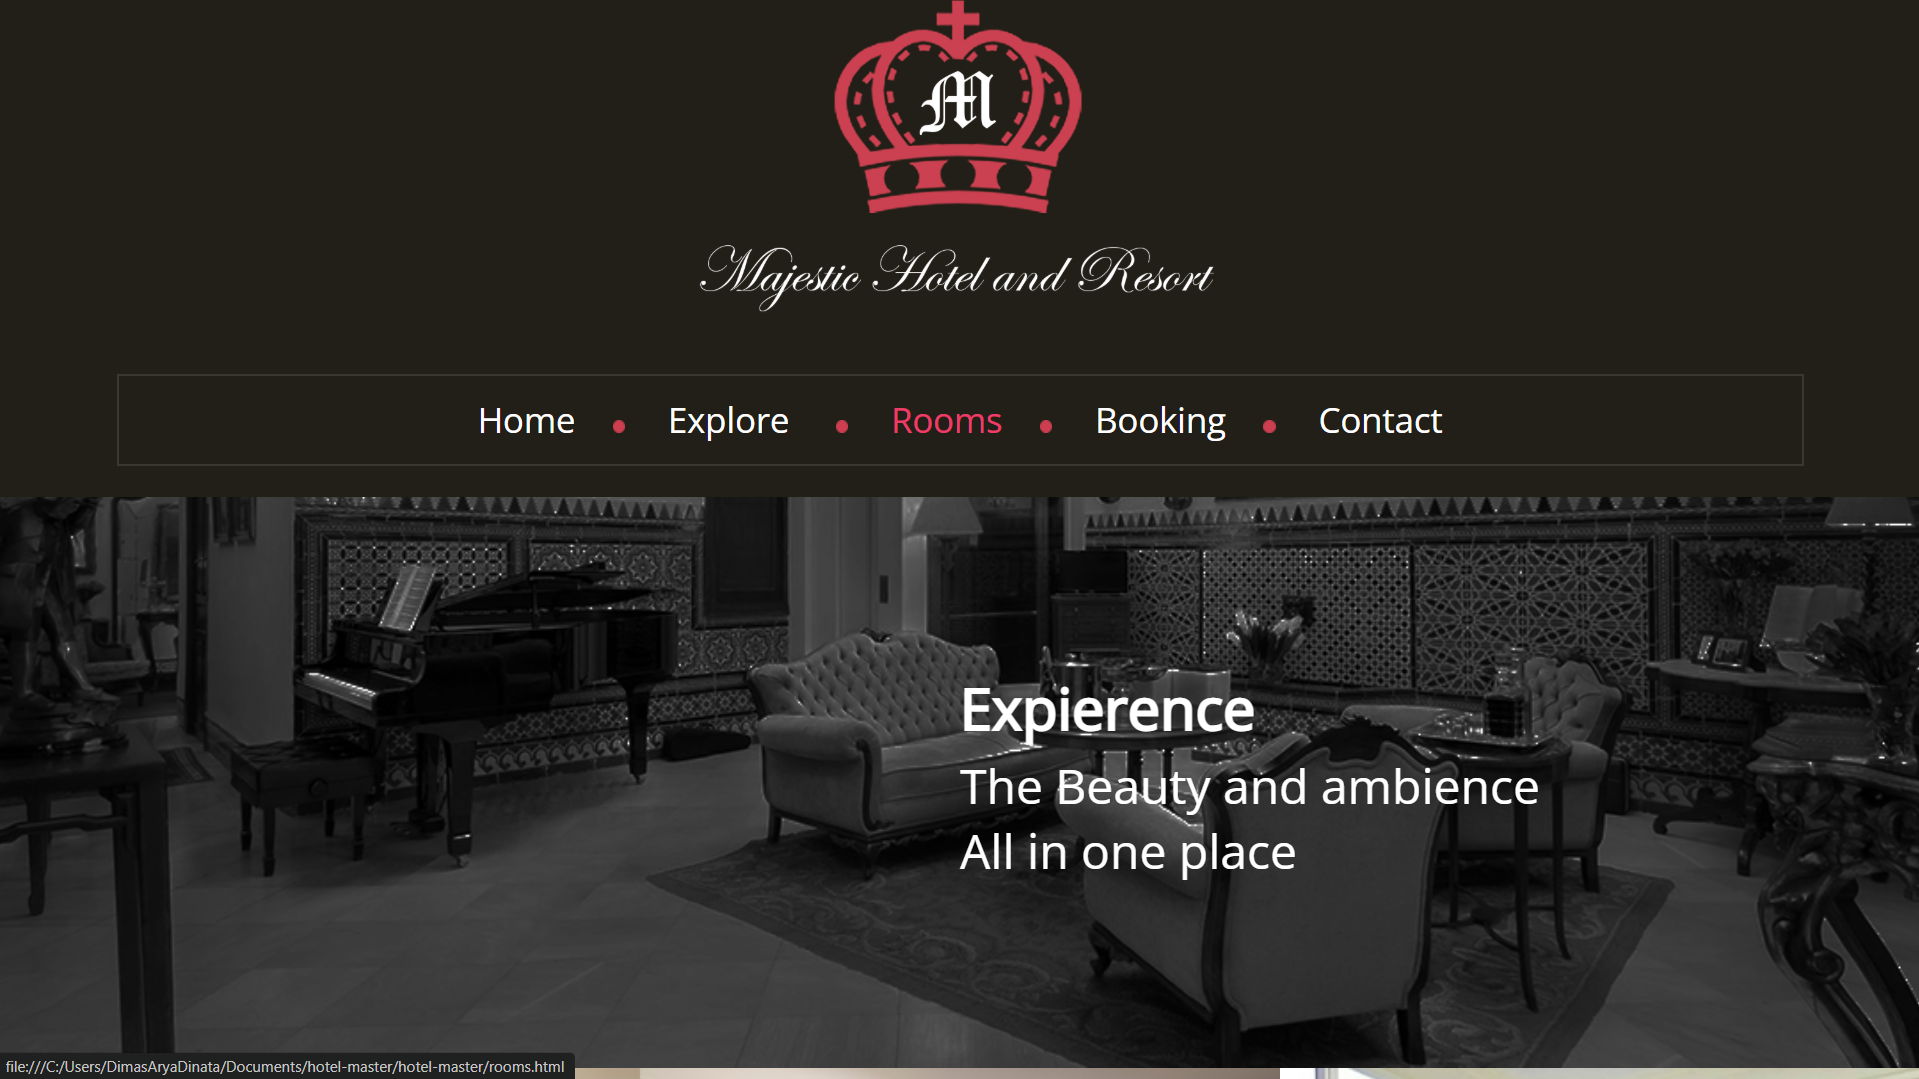 M
Majestic Hotel and Resort
Home Explore Rooms Booking Contact
Expierence
The Beauty and ambience
All in one place
file:///C:/Users/DimasAryaDinata/Documents/hotel-master/hotel-master/rooms.html